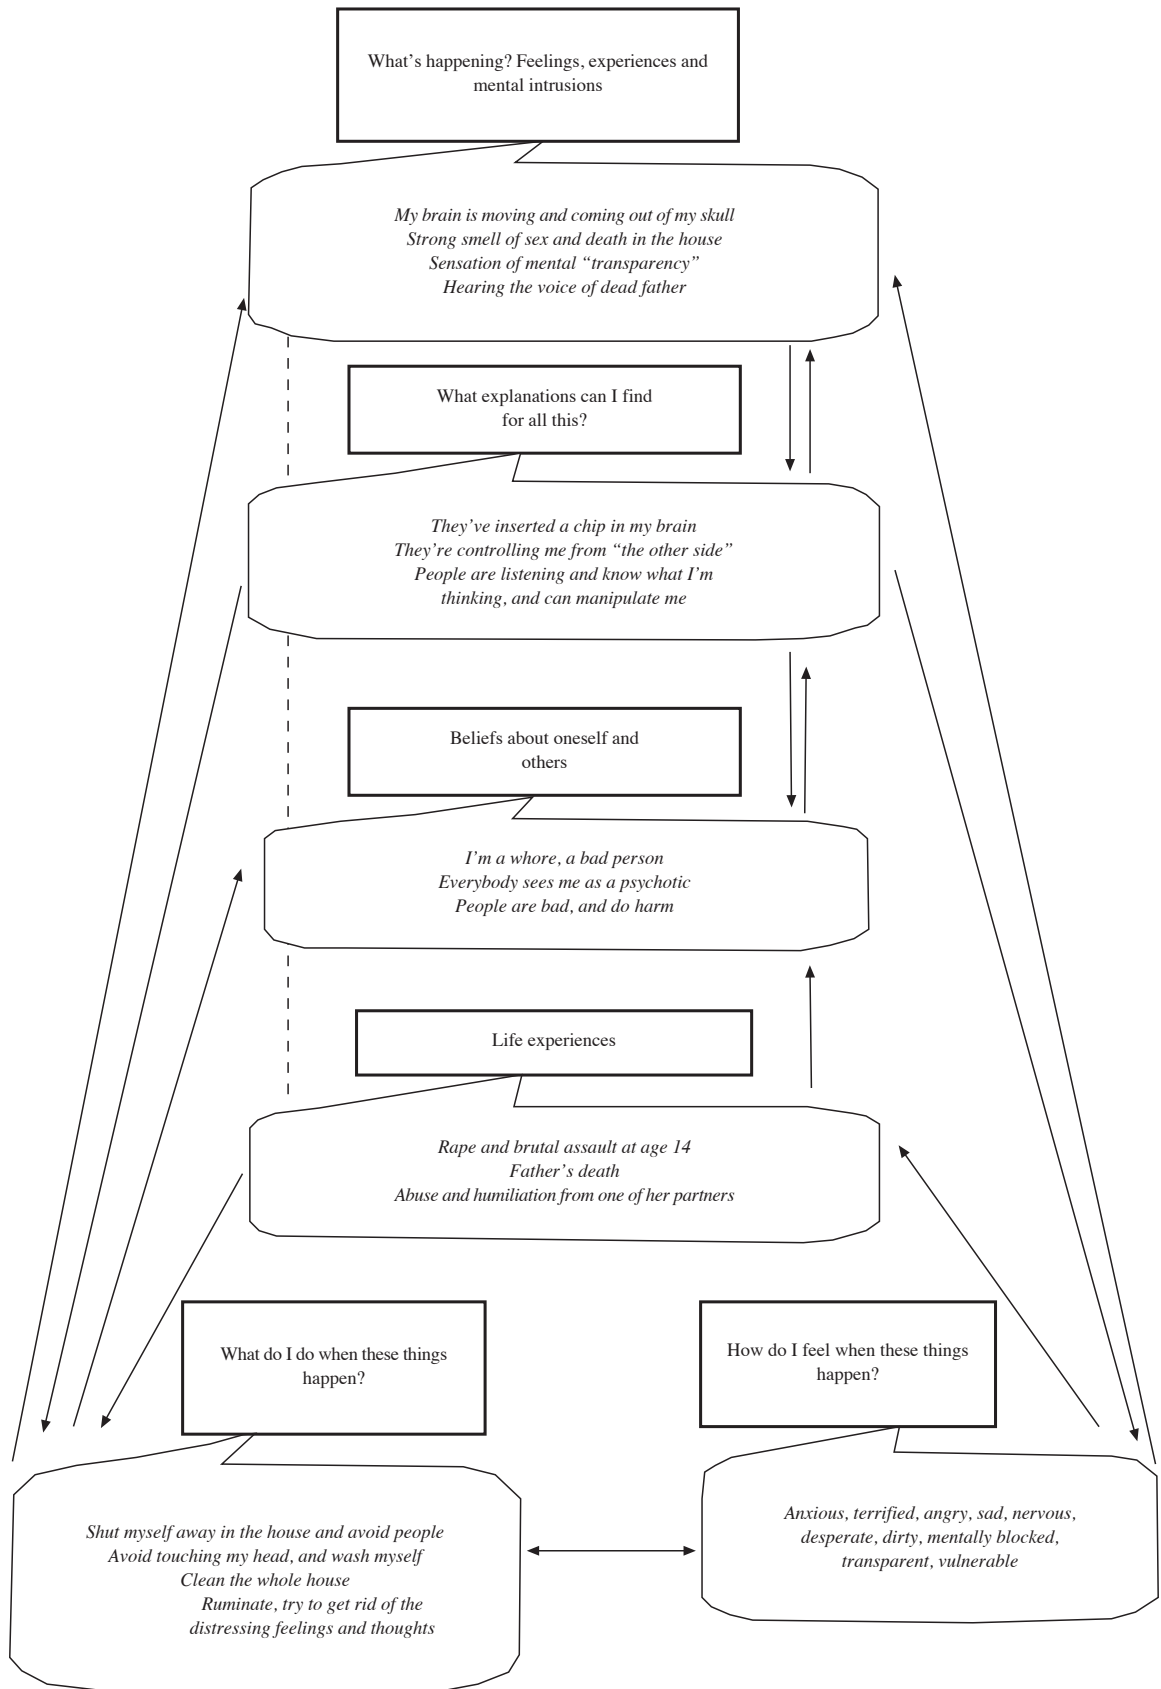 What’s happening? Feelings, experiences and
mental intrusions
My brain is moving and coming out of my skull
Strong smell of sex and death in the house
Sensation of mental “transparency”
Hearing the voice of dead father
What explanations can I find
for all this?
They’ve inserted a chip in my brain
They’re controlling me from “the other side”
People are listening and know what I’m
thinking, and can manipulate me
Beliefs about oneself and
others
I’m a whore, a bad person
Everybody sees me as a psychotic
People are bad, and do harm
Life experiences
Rape and brutal assault at age 14
Father’s death
Abuse and humiliation from one of her partners
What do I do when these things
happen?
How do I feel when these things
happen?
Shut myself away in the house and avoid people
Avoid touching my head, and wash myself
Clean the whole house
Ruminate, try to get rid of the
distressing feelings and thoughts
Anxious, terrified, angry, sad, nervous,
desperate, dirty, mentally blocked,
transparent, vulnerable